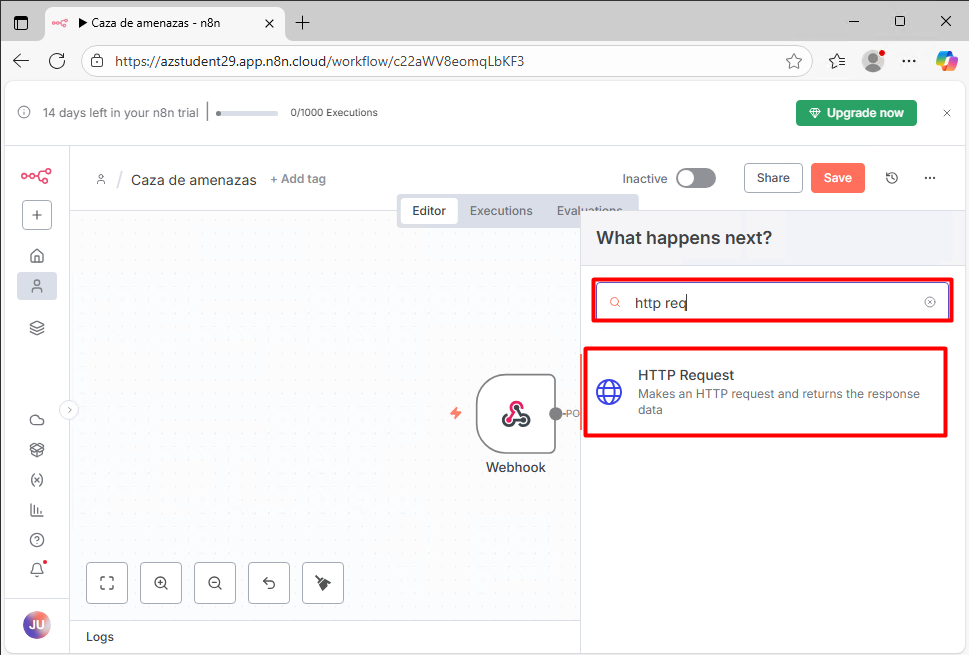 Caza de amenazas - n8n
https://azstudent29.app.n8n.cloud/workflow/c22aWV8eomqLbKF3
14 days left in your n8n trial
0/1000 Executions
Upgrade now
/ Caza de amenazas + Add tag
Inactive
Share
Save
Editor
Executions
Evaluations
What happens next?
http req
HTTP Request
Makes an HTTP request and returns the response
data
PO
Webhook
JU
Logs